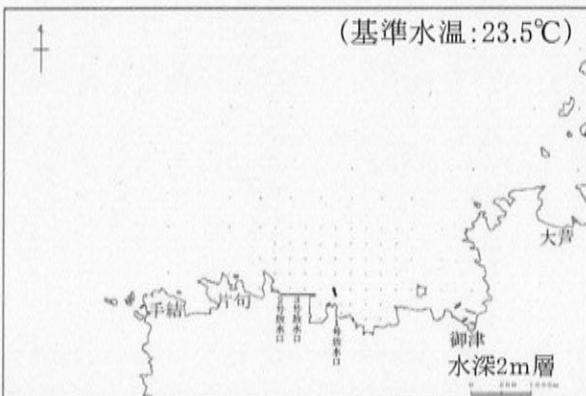 (基準水温:23.5℃)
大芦
片句
手結
御津
水深2m層